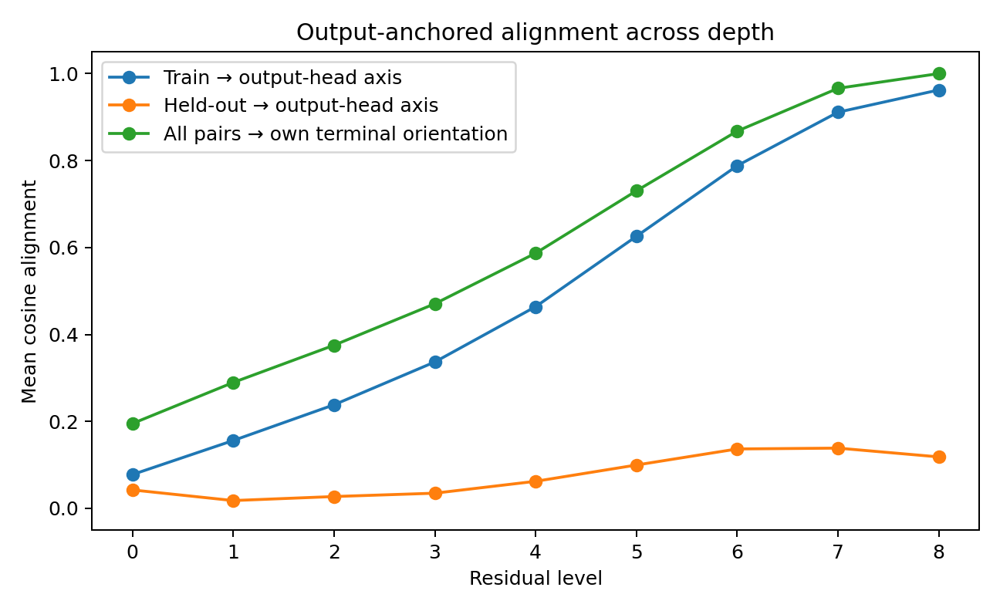 Output-anchored alignment across depth
Train → output-head axis
Held-out → output-head axis
All pairs → own terminal orientation
Mean cosine alignment
1.0
0.8
0.6
0.4
0.2
0.0
0 1 2 3 4 5 6 7 8
Residual level